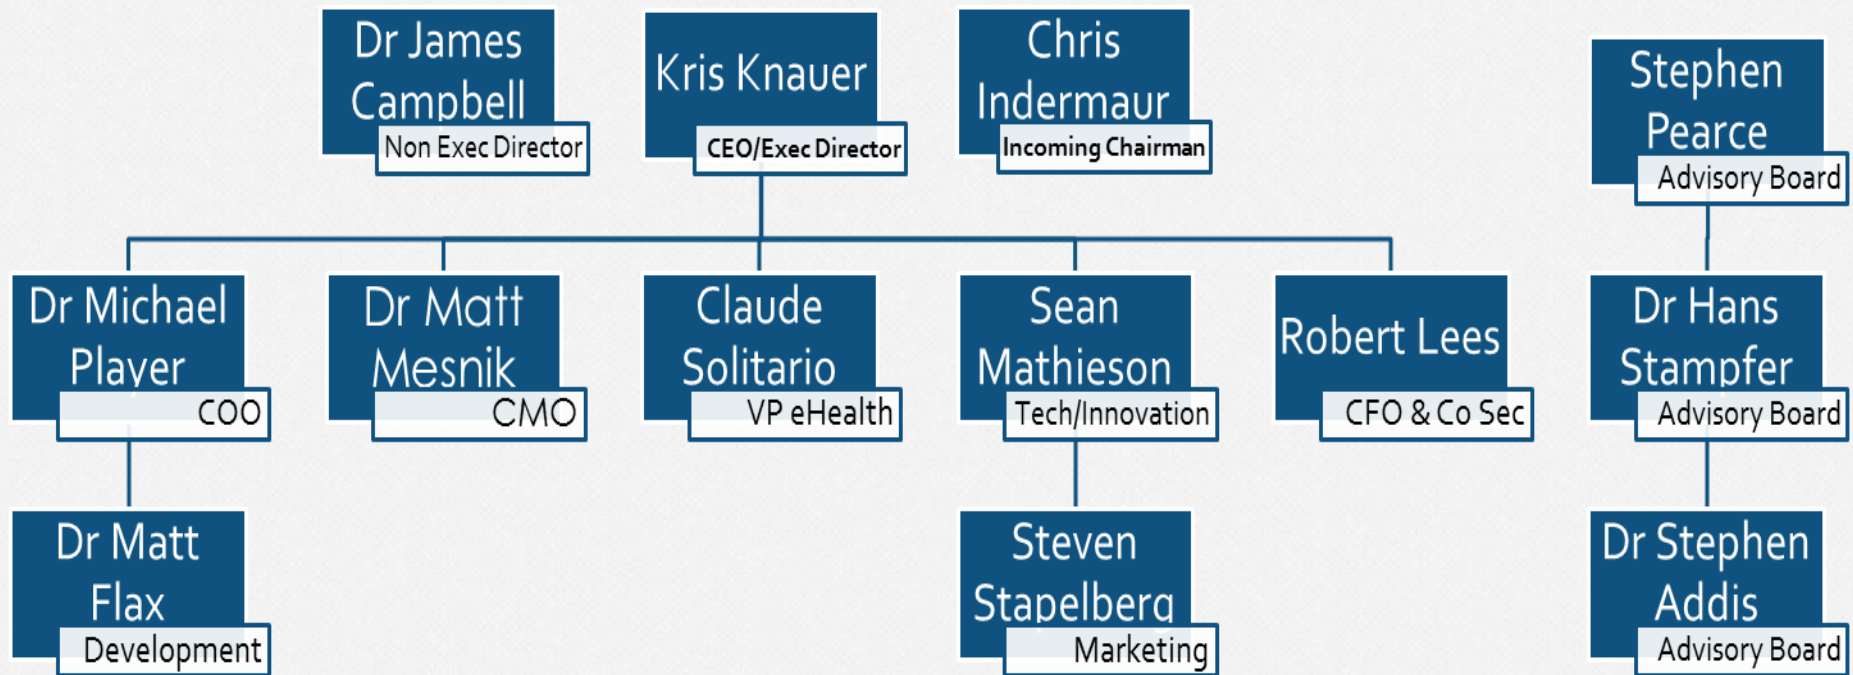 Dr James
Campbell
Non Exec Director
Kris Knauer
CEO/Exec Director
Chris
Indermaur
Incoming Chairman
Stephen
Pearce
Advisory Board
Dr Michael
Player
COO
Dr Matt
Mesnik
CMO
Claude
Solitario
VP eHealth
Sean
Mathieson
Tech/Innovation
Robert Lees
CFO & Co Sec
Dr Hans
Stampfer
Advisory Board
Dr Matt
Flax
Development
Steven
Stapelberg
Marketing
Dr Stephen
Addis
Advisory Board